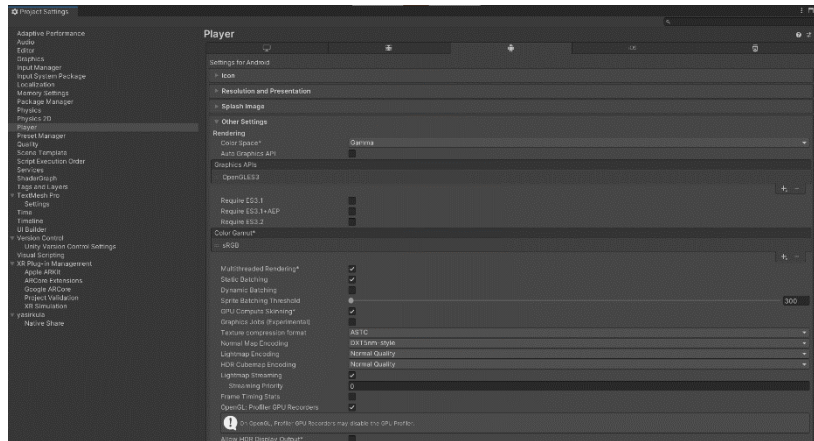 Project Settings
Adaptive Performance
Audio
Editor
Graphics
Input Manager
Input System Package
Localization
Memory Settings
Package Manager
Physics
Physics 2D
Player
Preset Manager
Quality
Scene Template
Script Execution Order
Services
ShaderGraph
Tags and Layers
TextMesh Pro
Settings
Time
Timeline
UI Builder
Version Control
Unity Version Control Settings
Visual Scripting
XR Plug-in Management
Apple ARKit
ARCore Extensions
Google ARCore
Project Validation
XR Simulation
yasirkula
Native Share
Player
Settings for Android
Icon
Resolution and Presentation
Splash Image
Other Settings
Rendering
Color Space* Gamma
Auto Graphics API
Graphics APIs
OpenGLES3
Require ES3.1
Require ES3.1+AEP
Require ES3.2
Color Gamut*
sRGB
Multithreaded Rendering*
Static Batching
Dynamic Batching
Sprite Batching Threshold 300
GPU Compute Skinning*
Graphics Jobs (Experimental)
Texture compression format ASTC
Normal Map Encoding DXT5nm-style
Lightmap Encoding Normal Quality
HDR Cubemap Encoding Normal Quality
Lightmap Streaming
Streaming Priority 0
Frame Timing Stats
OpenGL: Profiler GPU Recorders
On OpenGL, Profiler GPU Recorders may disable the GPU Profiler.
Allow HDR Display Output*